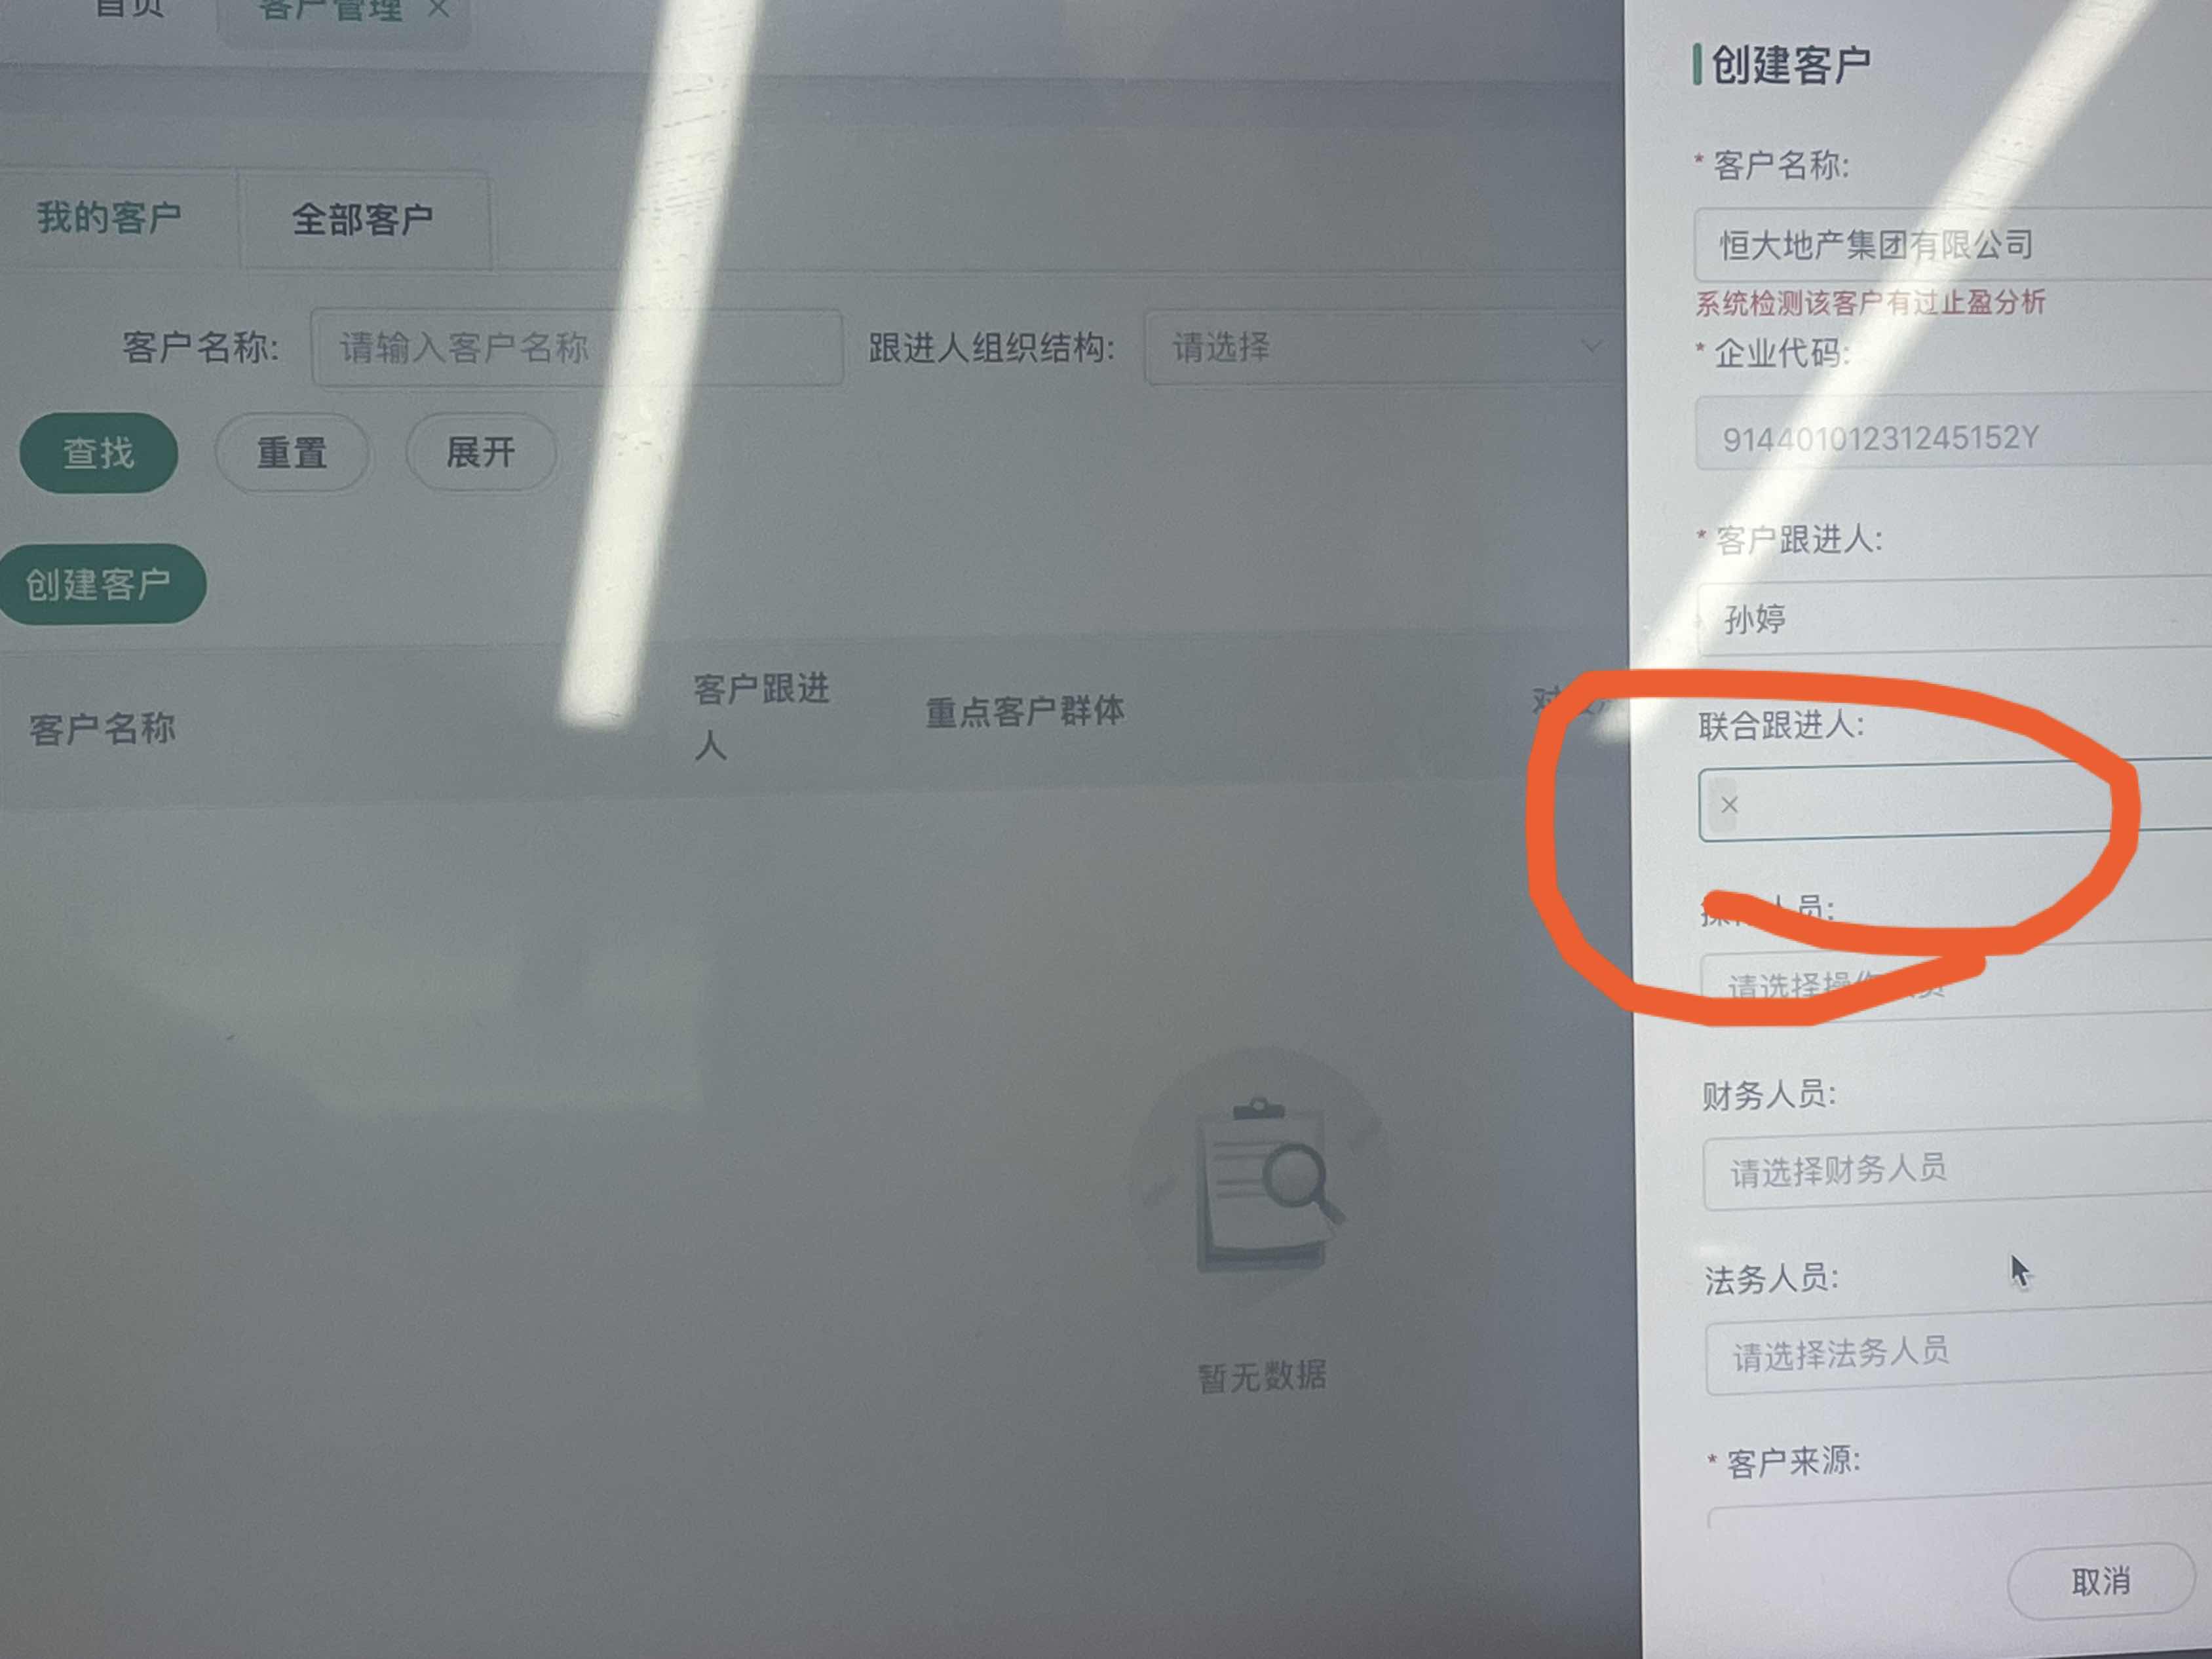 首页
客户管理 ×
我的客户
全部客户
客户名称:
请输入客户名称
跟进人组织结构:
请选择
查找
重置
展开
创建客户
客户名称
客户跟进
人
重点客户群体
对
暂无数据
创建客户
* 客户名称:
恒大地产集团有限公司
系统检测该客户有过止盈分析
* 企业代码:
91440101231245152Y
* 客户跟进人:
孙婷
联合跟进人:
×
操作人员:
请选择操作人员
财务人员:
请选择财务人员
法务人员:
请选择法务人员
* 客户来源:
取消